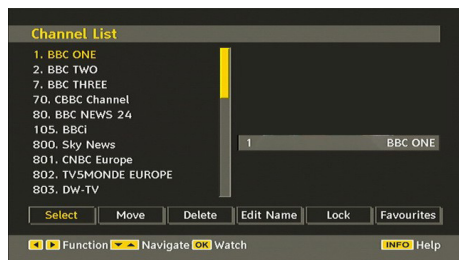 Channel List
1. BBC ONE
2. BBC TWO
7. BBC THREE
70. CBBC Channel
80. BBC NEWS 24
105. BBCi
800. Sky News
801. CNBC Europe
802. TV5MONDE EUROPE
803. DW-TV
1 BBC ONE
Select Move Delete Edit Name Lock Favourites
Function Navigate OK Watch INFO Help